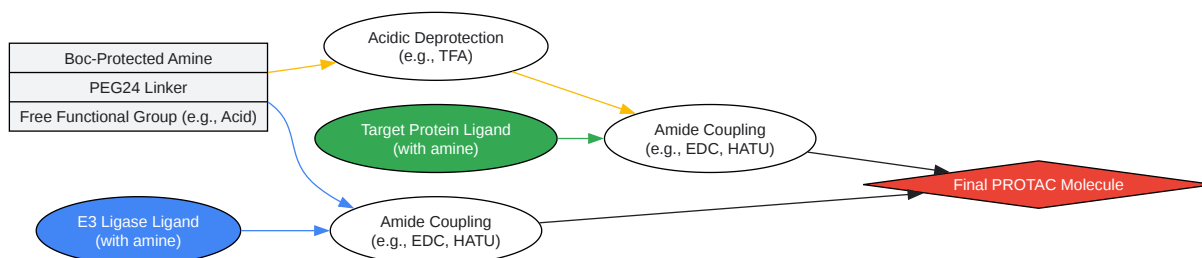 Boc-Protected Amine
PEG24 Linker
Free Functional Group (e.g., Acid)
Acidic Deprotection
(e.g., TFA)
Target Protein Ligand
(with amine)
Amide Coupling
(e.g., EDC, HATU)
Final PROTAC Molecule
E3 Ligase Ligand
(with amine)
Amide Coupling
(e.g., EDC, HATU)